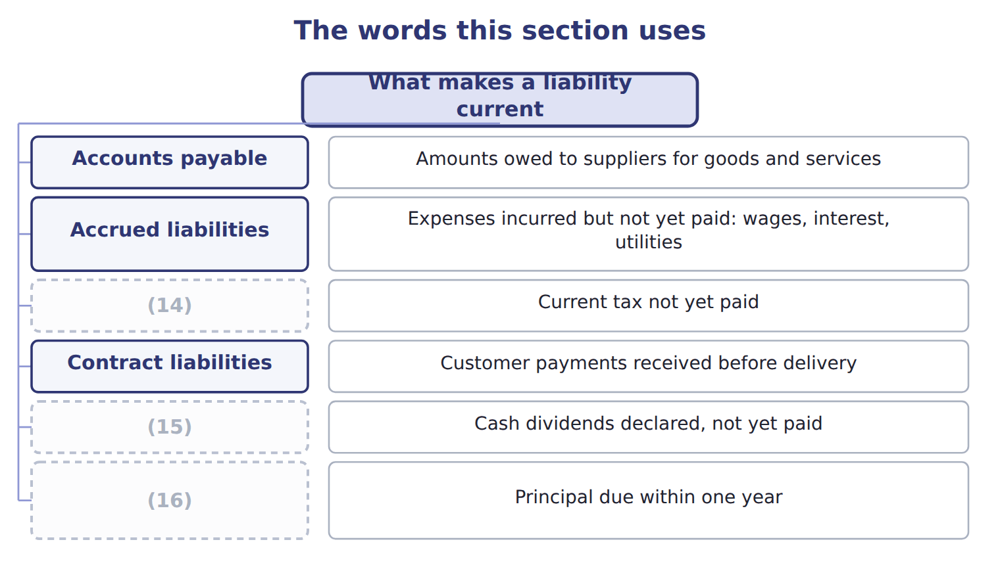 The words this section uses
What makes a liability
current
Accounts payable
Amounts owed to suppliers for goods and services
Accrued liabilities
Expenses incurred but not yet paid: wages, interest,
utilities
(14)
Current tax not yet paid
Contract liabilities
Customer payments received before delivery
(15)
Cash dividends declared, not yet paid
(16)
Principal due within one year